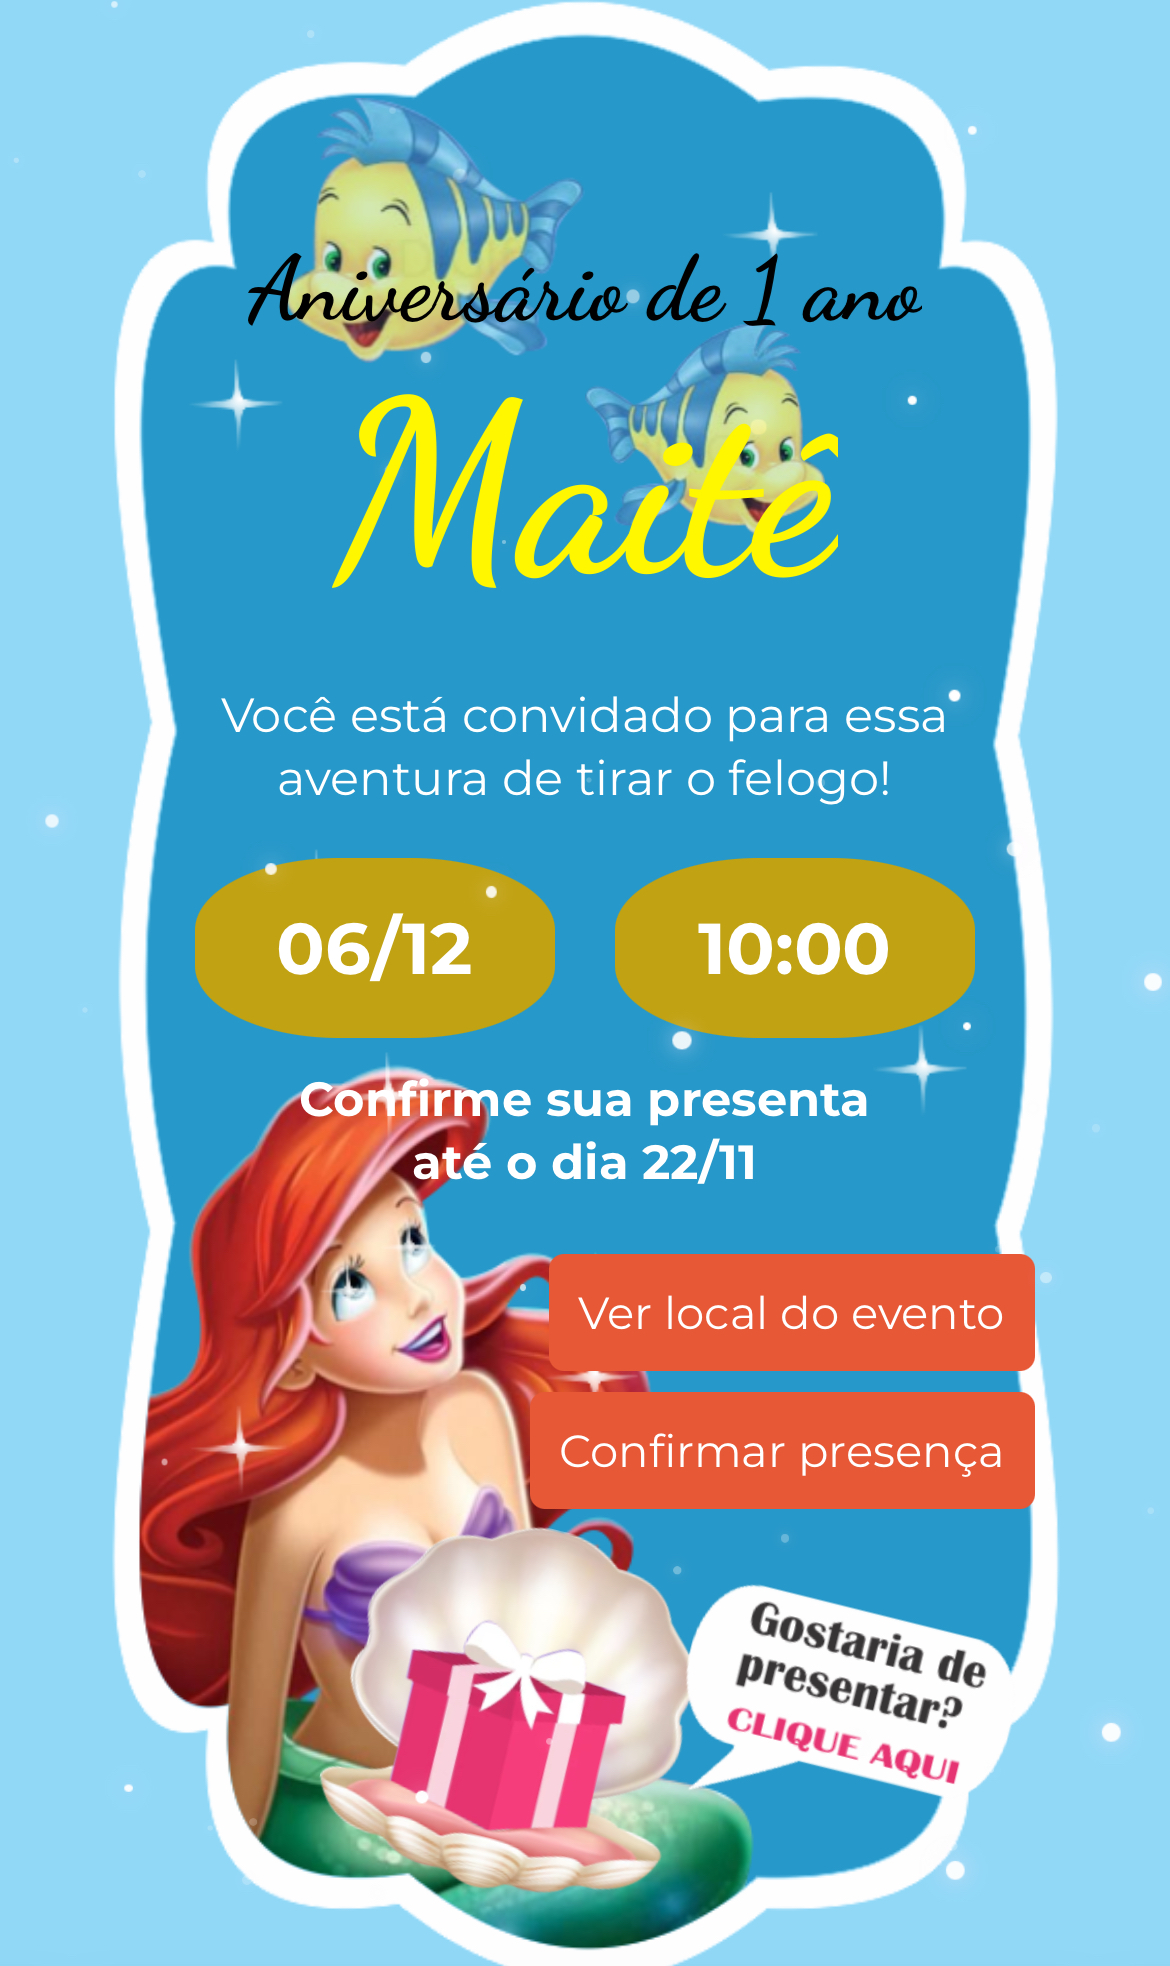 Aniversário de 1 ano
Maitê
Você está convidado para essa
aventura de tirar o felogo!
06/12
10:00
Confirme sua presenta
até o dia 22/11
Ver local do evento
Confirmar presença
Gostaria de
presentar?
CLIQUE AQUI